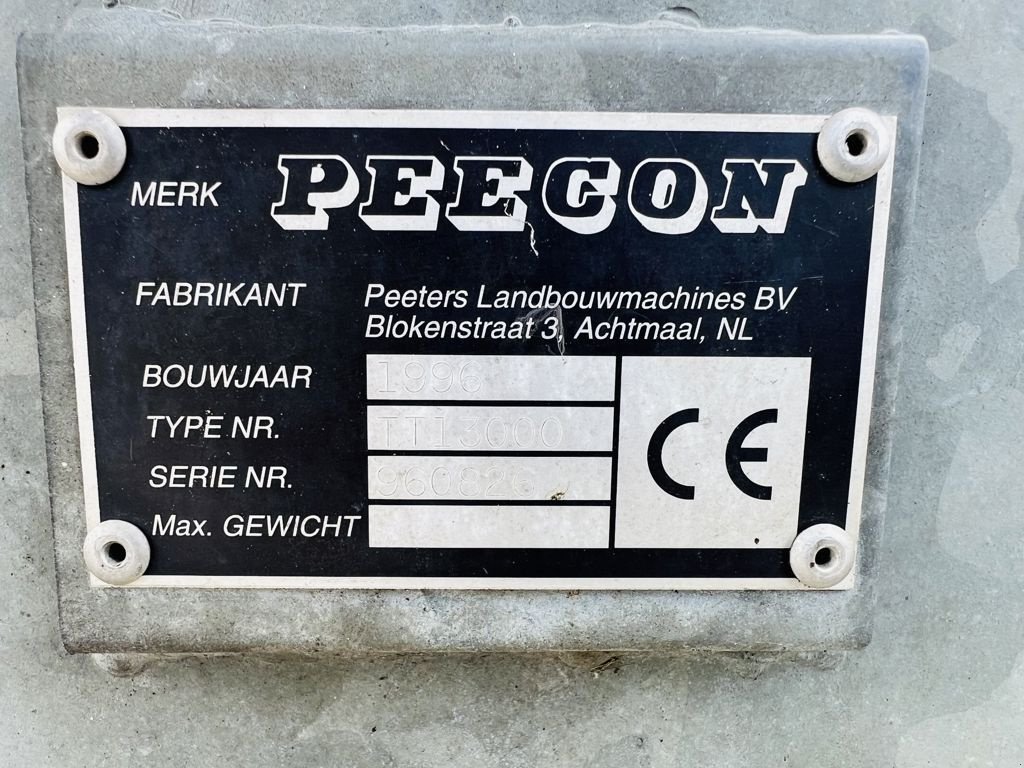 MERK PEECON
FABRIKANT Peeters Landbouwmachines BV
Blokenstraat 3, Achtmaal, NL
BOUWJAAR 1996
TYPE NR. TT13000
SERIE NR. 960826
Max. GEWICHT
CE